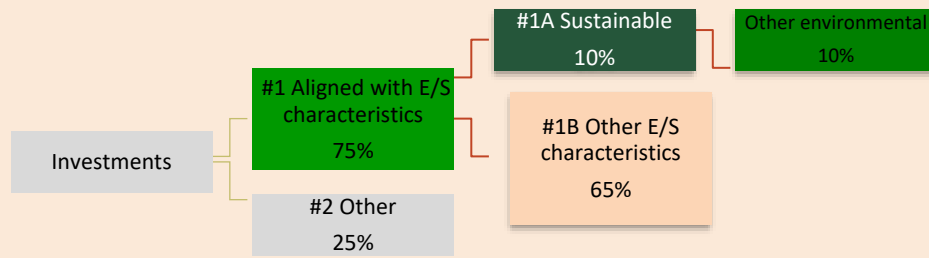 #1A Sustainable
10%
Other environmental
10%
#1 Aligned with E/S
characteristics
75%
#1B Other E/S
characteristics
65%
Investments
#2 Other
25%